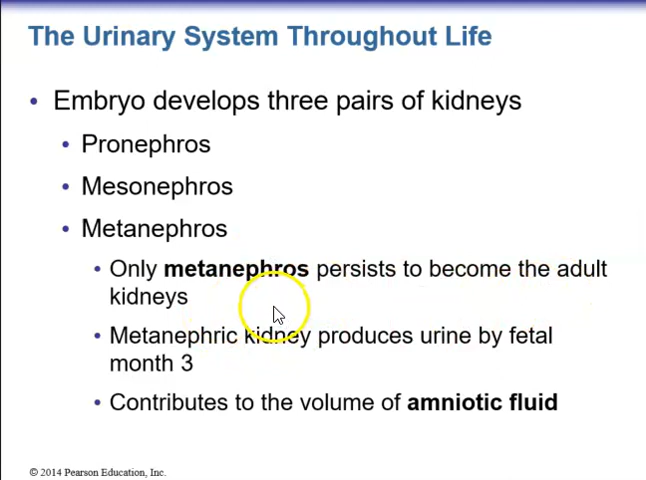 The Urinary System Throughout Life
• Embryo develops three pairs of kidneys
• Pronephros
• Mesonephros
• Metanephros
• Only metanephros persists to become the adult
kidneys
• Metanephric kidney produces urine by fetal
month 3
• Contributes to the volume of amniotic fluid
© 2014 Pearson Education, Inc.